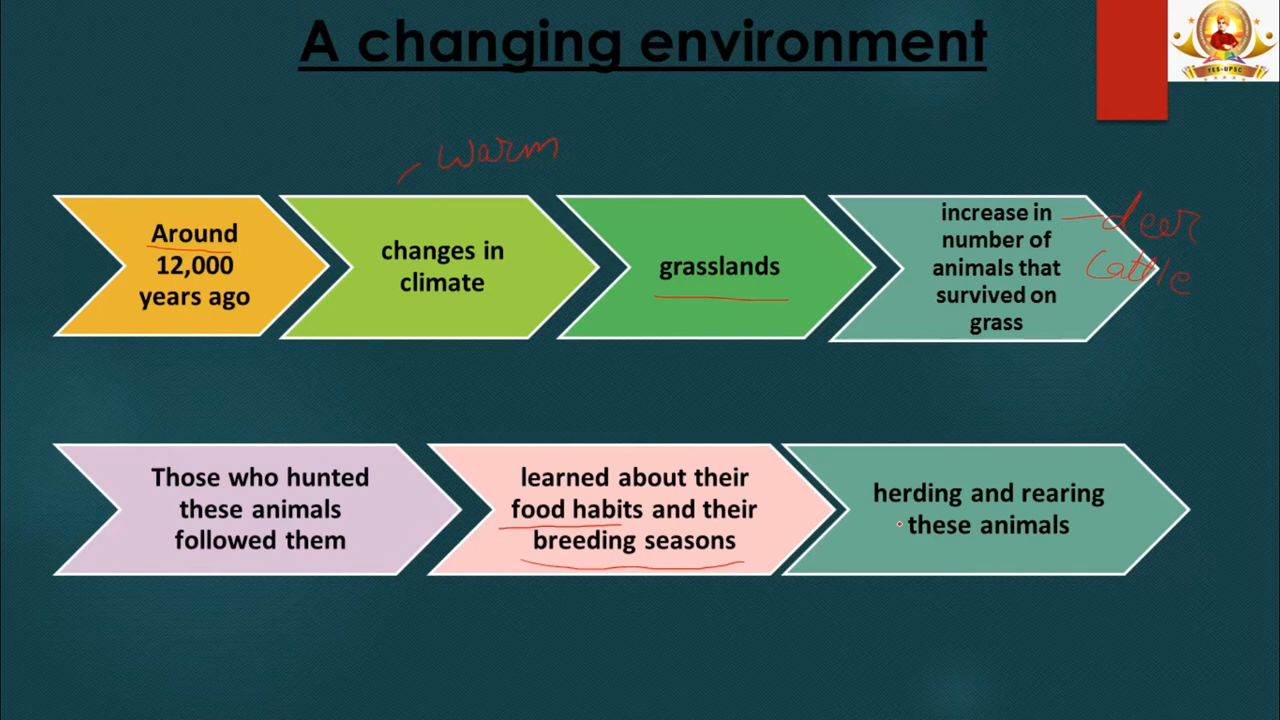 A changing environment
YES-UPSC
warm
Around
12,000
years ago
changes in
climate
grasslands
increase in
number of
animals that
survived on
grass
deer
cattle
Those who hunted
these animals
followed them
learned about their
food habits and their
breeding seasons
herding and rearing
these animals